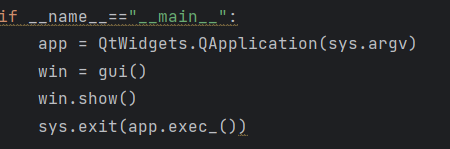 if __name__=="__main__":
    app = QtWidgets.QApplication(sys.argv)
    win = gui()
    win.show()
    sys.exit(app.exec_())